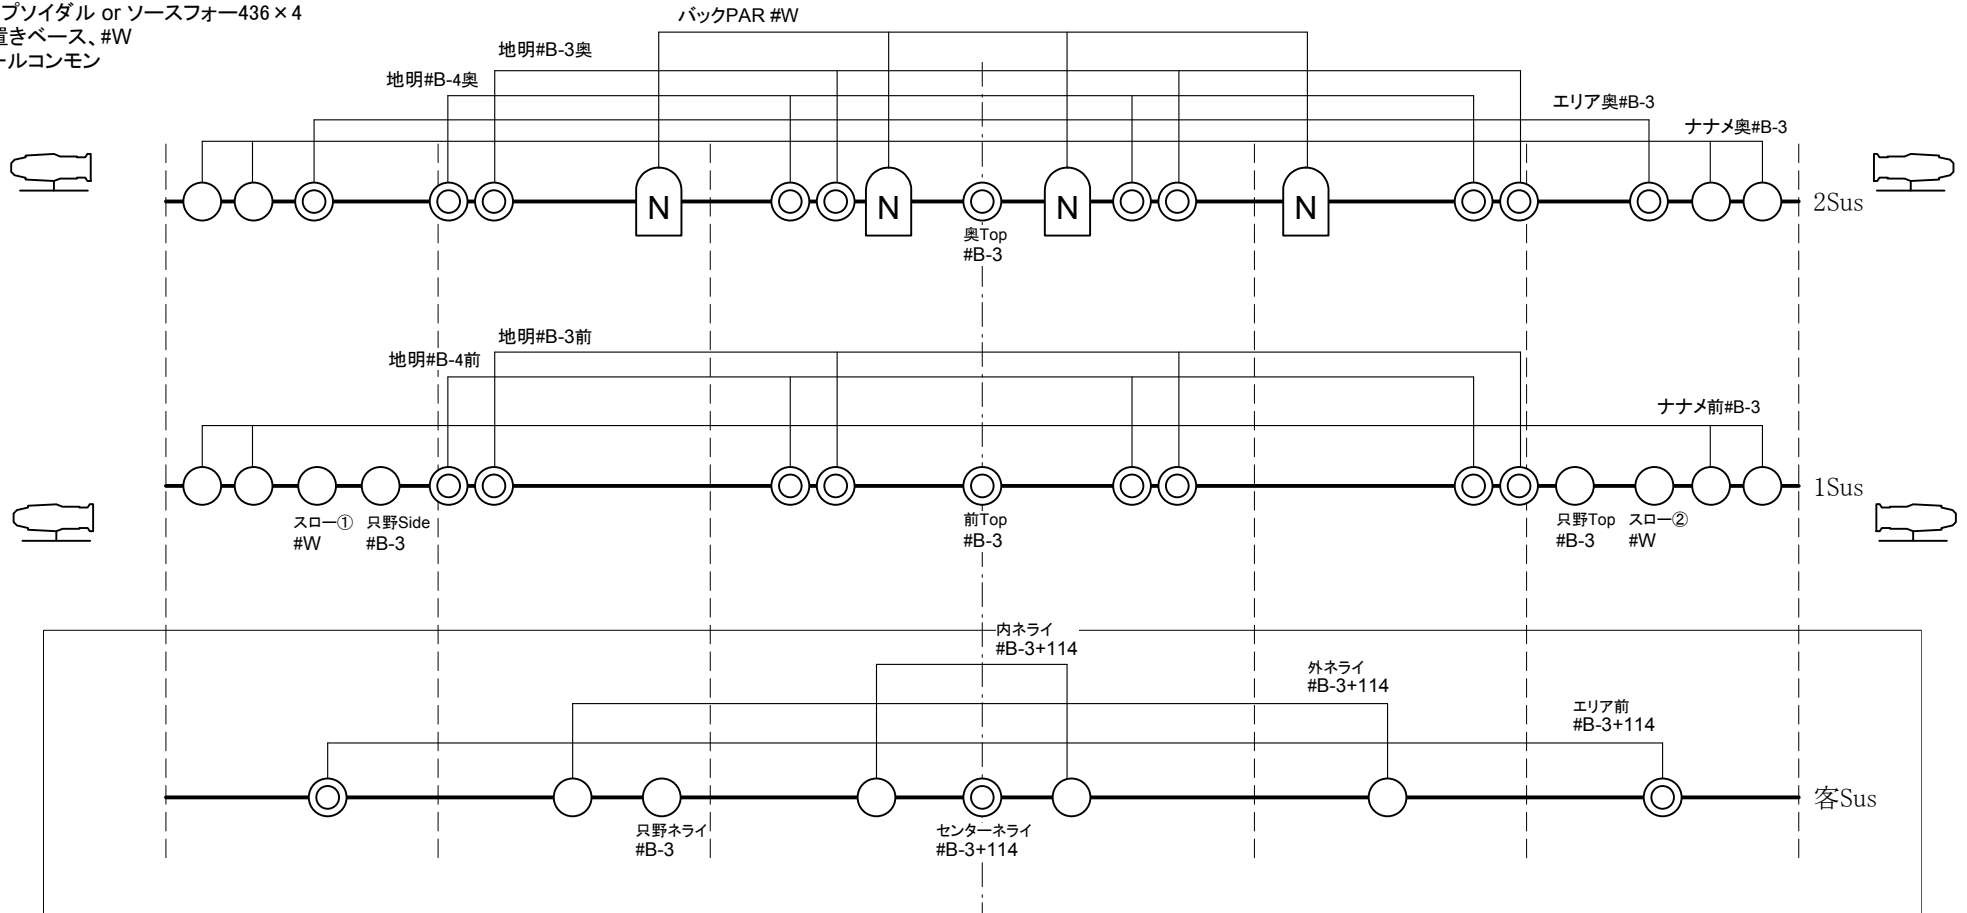 プソイダル or ソースフォー436×4
置きベース、#W
ールコンモン
バックPAR #W
地明#B-3奥
地明#B-4奥
エリア奥#B-3
ナナメ奥#B-3
N
N
N
N
2Sus
奥Top
#B-3
地明#B-3前
地明#B-4前
ナナメ前#B-3
1Sus
スロー①
#W
只野Side
#B-3
前Top
#B-3
只野Top
#B-3
スロー②
#W
内ネライ
#B-3+114
外ネライ
#B-3+114
エリア前
#B-3+114
客Sus
只野ネライ
#B-3
センターネライ
#B-3+114